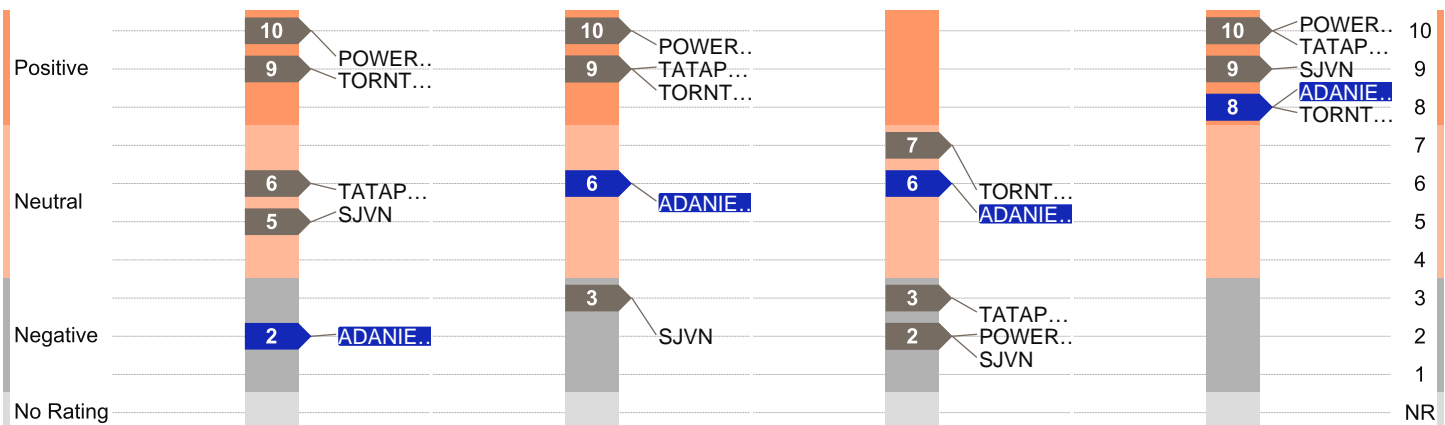 Positive
Neutral
Negative
No Rating
10
POWER...
9
TORNT...
6
TATAP...
5
SJVN
2
ADANIE...
10
POWER...
9
TATAP...
TORNT...
6
ADANIE...
3
SJVN
7
TORNT...
6
ADANIE...
3
TATAP...
2
POWER...
SJVN
10
POWER...
TATAP...
9
SJVN
8
ADANIE...
TORNT...
10
9
8
7
6
5
4
3
2
1
NR